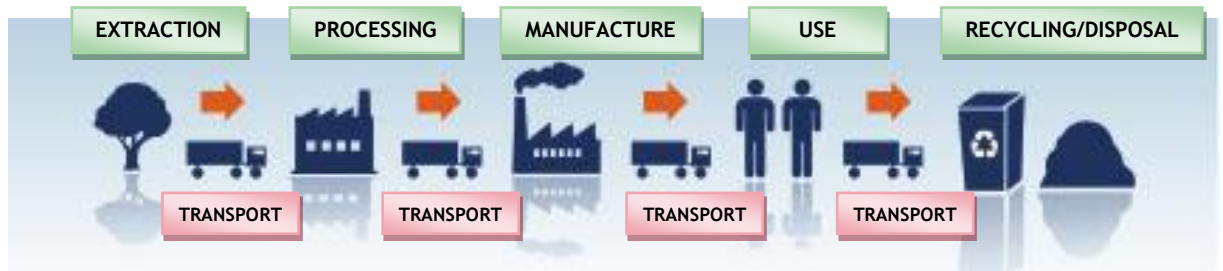 EXTRACTION PROCESSING MANUFACTURE USE RECYCLING/DISPOSAL
TRANSPORT TRANSPORT TRANSPORT TRANSPORT